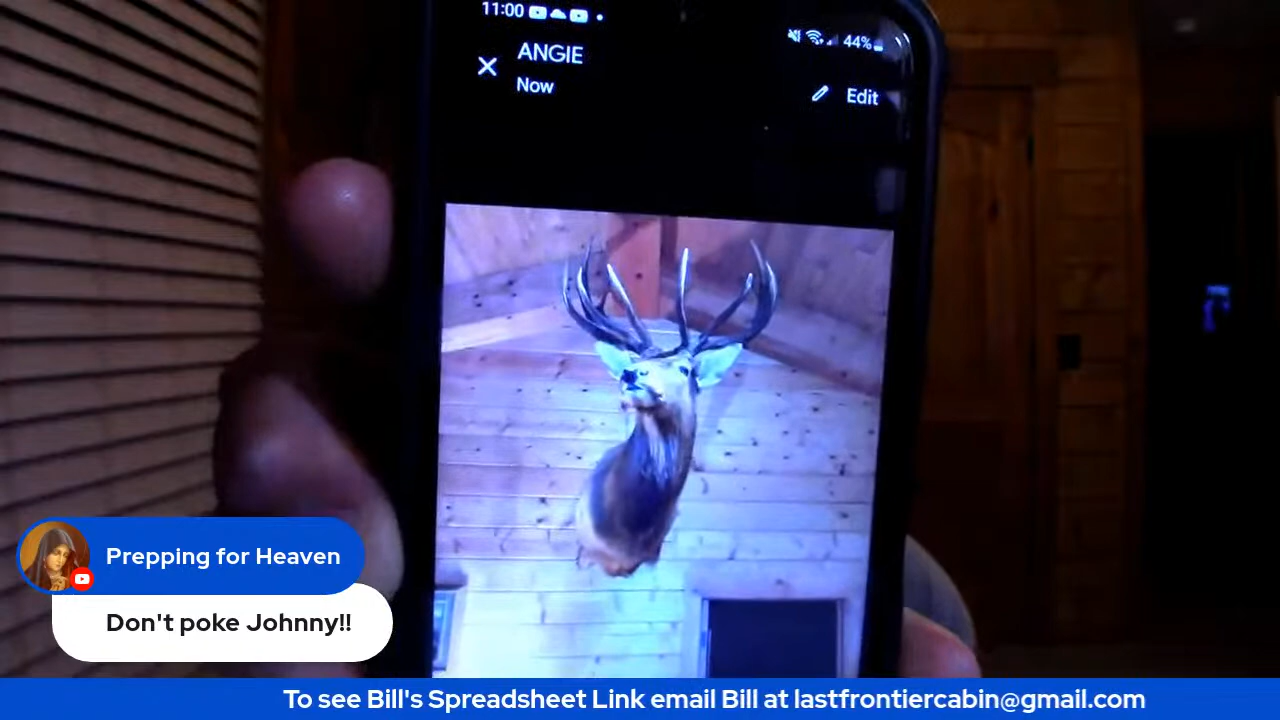 11:00
44%
ANGIE
Now
Edit
Prepping for Heaven
Don't poke Johnny!!
To see Bill's Spreadsheet Link email Bill at lastfrontiercabin@gmail.com